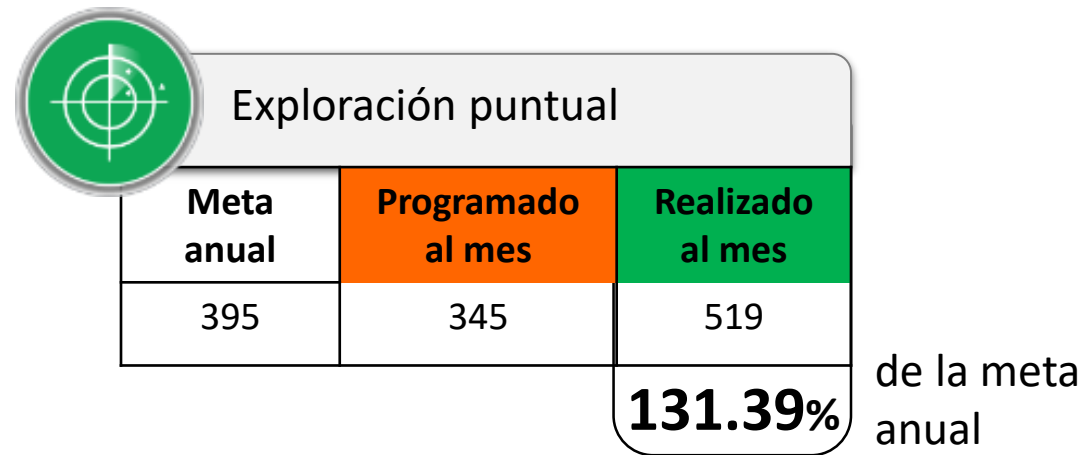 Exploración puntual
Meta anual
Programado al mes
Realizado al mes
395 345 519
131.39%
de la meta anual